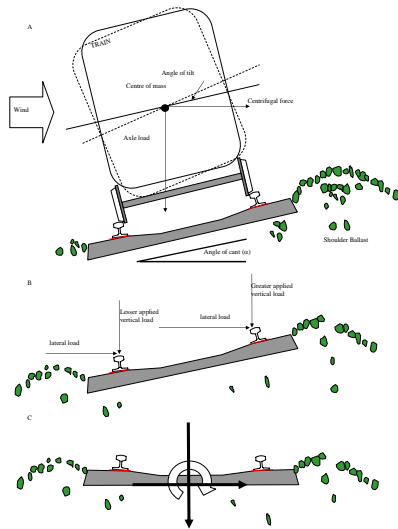 A
TRAIN
Angle of tilt
Centre of mass
Wind
Centrifugal force
Axle load
Shoulder Ballast
Angle of cant (α)
B
Greater applied
vertical load
Lesser applied
vertical load
lateral load
lateral load
C